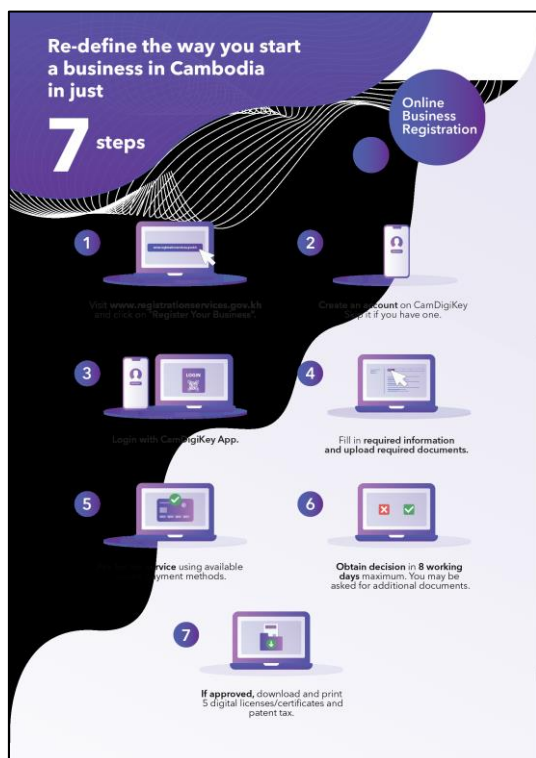 Re-define the way you start
a business in Cambodia
in just
7 steps
Online
Business
Registration
1
Visit www.registrationservices.gov.kh
and click on "Register Your Business".
2
Create an account on CamDigiKey
Skip it if you have one.
3
LOGIN
Login with CamDigiKey App.
4
Fill in required information
and upload required documents.
5
service using available
payment methods.
6
Obtain decision in 8 working
days maximum. You may be
asked for additional documents.
7
If approved, download and print
5 digital licenses/certificates and
patent tax.